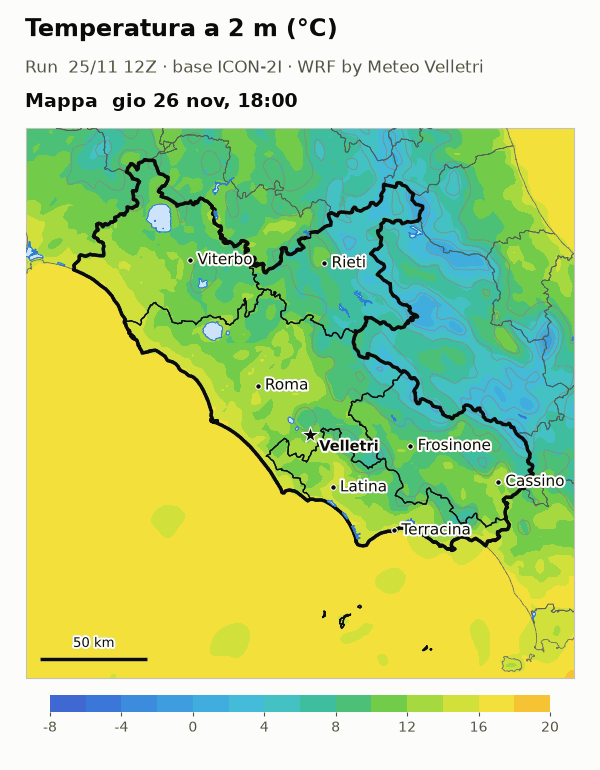 Temperatura a 2 m (°C)
Run  25/11 12Z · base ICON-2I · WRF by Meteo Velletri
Mappa  gio 26 nov, 18:00
Viterbo
Rieti
Roma
Velletri
Frosinone
Latina
Cassino
Terracina
50 km
-8 -4 0 4 8 12 16 20